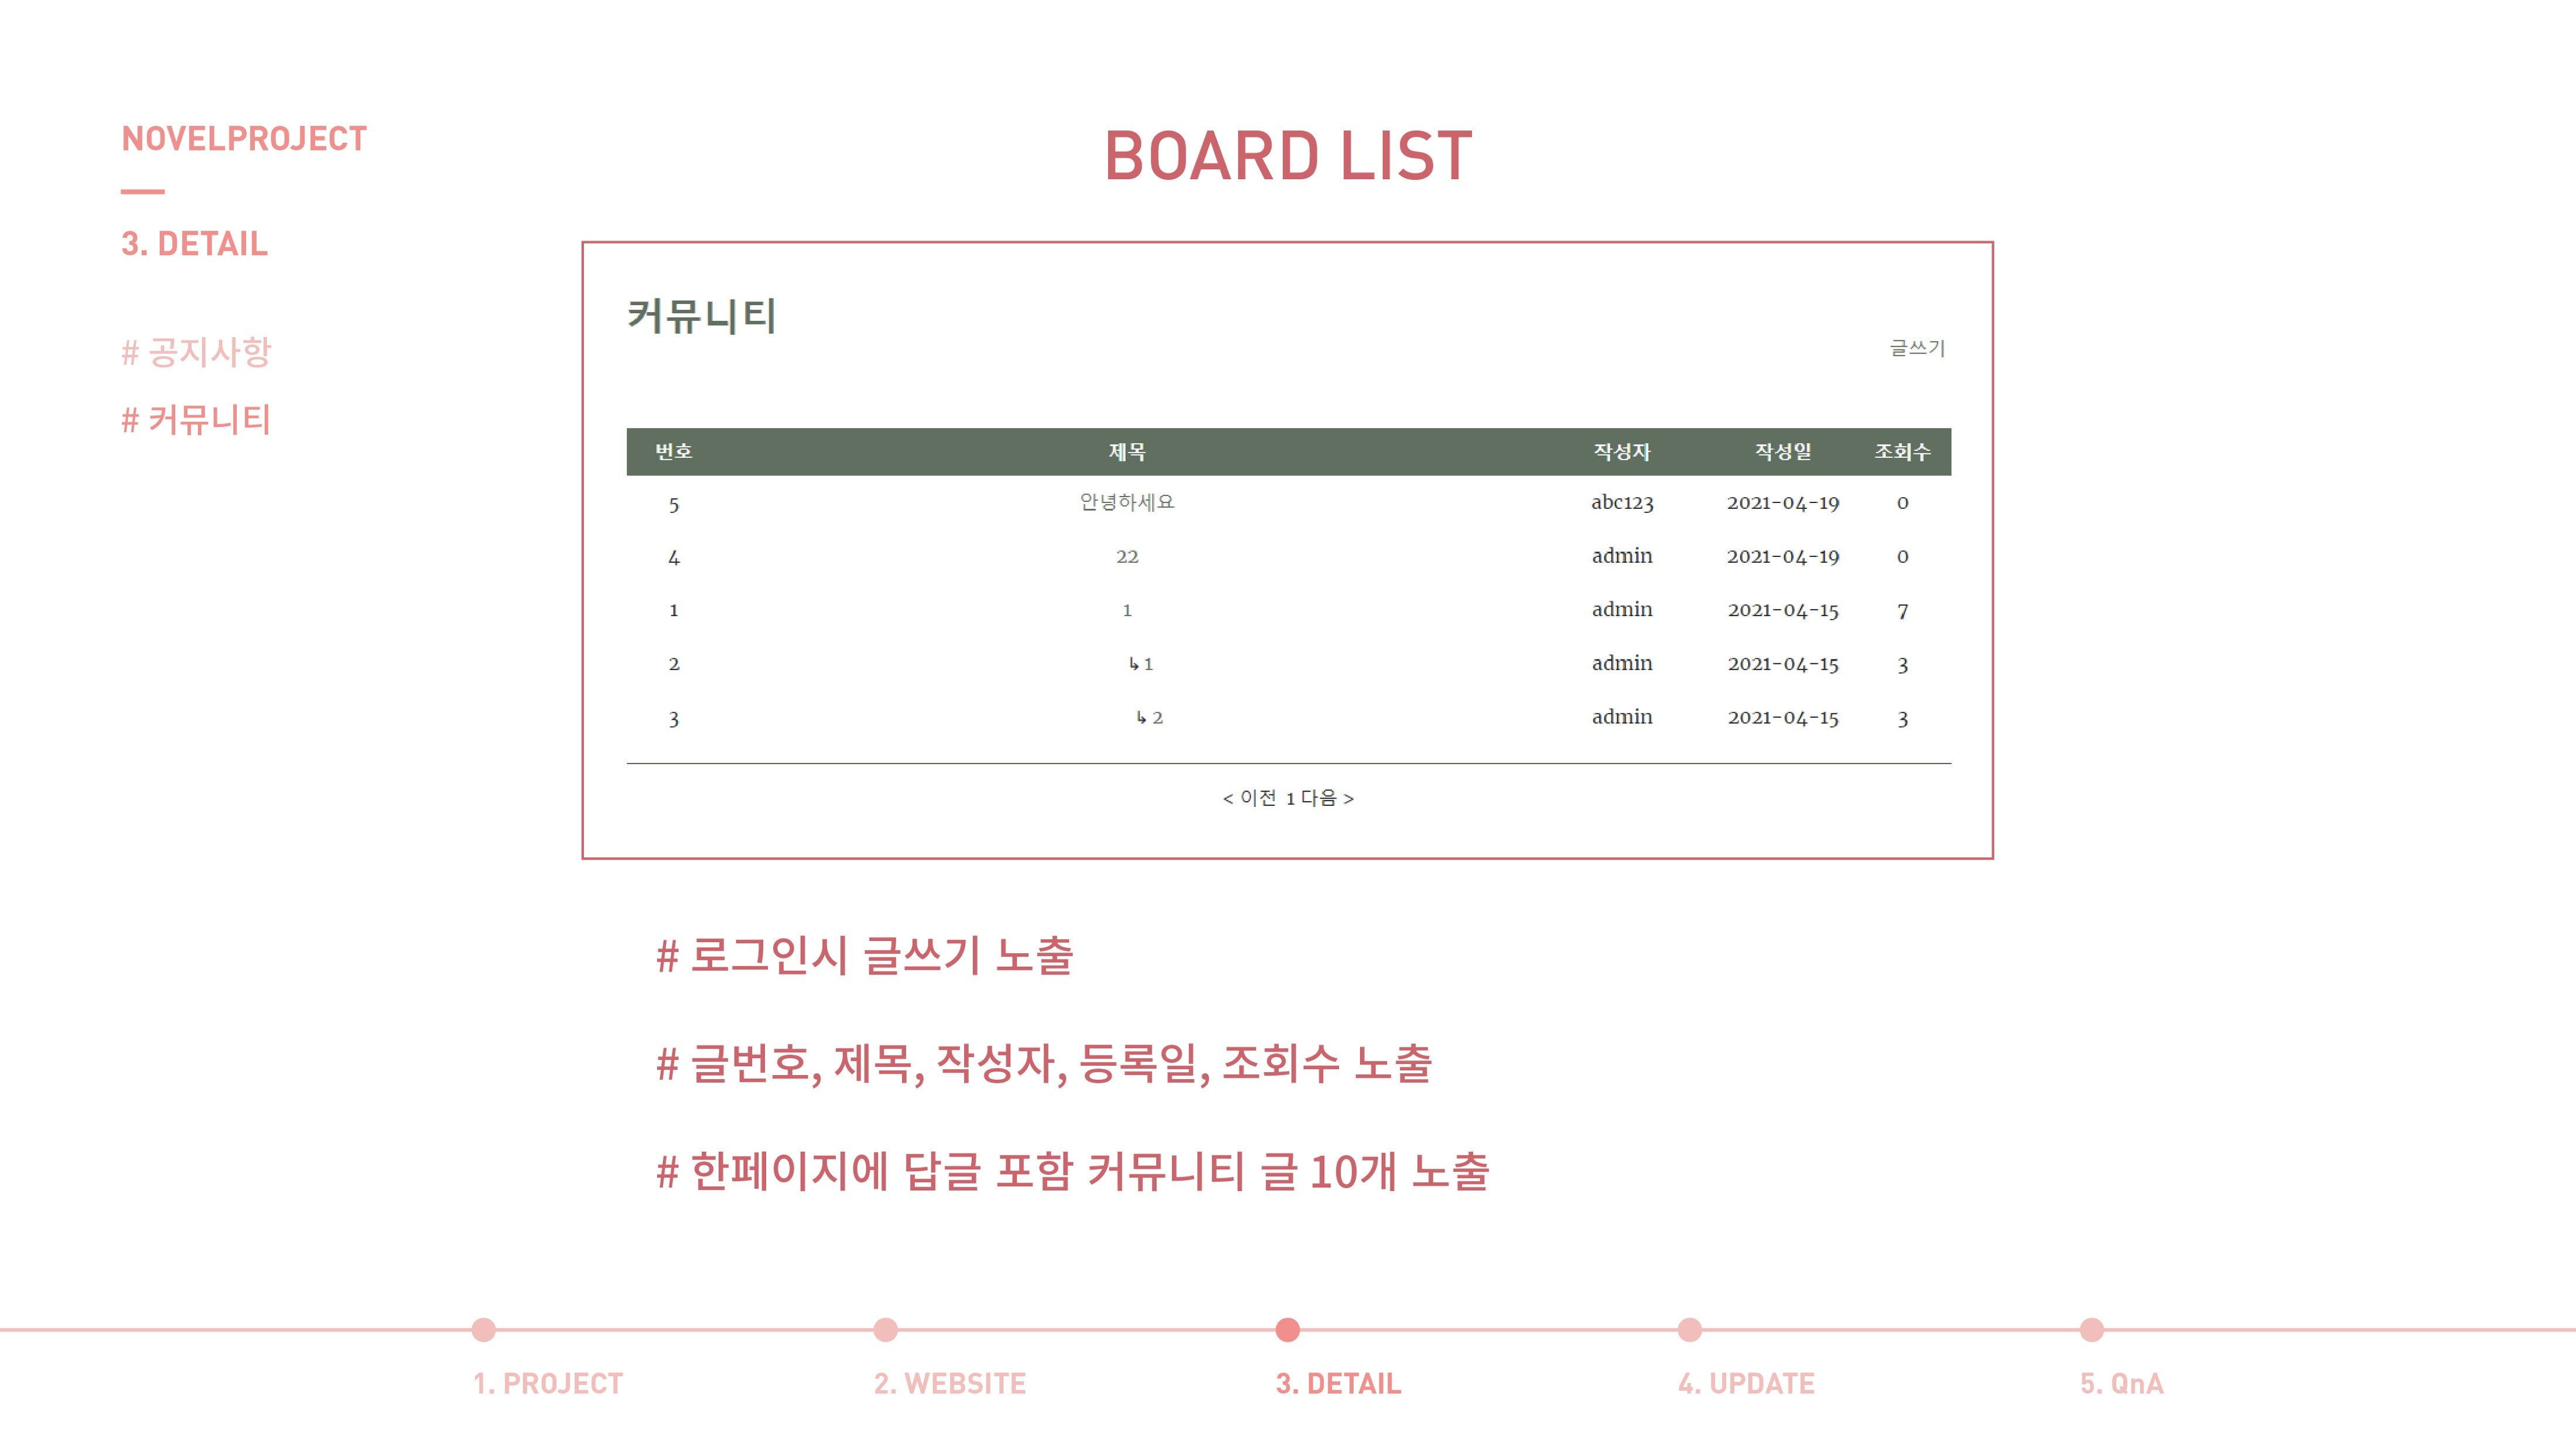 NOVELPROJECT
3. DETAIL
# 공지사항
# 커뮤니티
BOARD LIST
커뮤니티
글쓰기
번호 제목 작성자 작성일 조회수
5 안녕하세요 abc123 2021-04-19 0
4 22 admin 2021-04-19 0
1 1 admin 2021-04-15 7
2 ↳ 1 admin 2021-04-15 3
3 ↳ 2 admin 2021-04-15 3
< 이전 1 다음 >
# 로그인시 글쓰기 노출
# 글번호, 제목, 작성자, 등록일, 조회수 노출
# 한페이지에 답글 포함 커뮤니티 글 10개 노출
1. PROJECT 2. WEBSITE 3. DETAIL 4. UPDATE 5. QnA